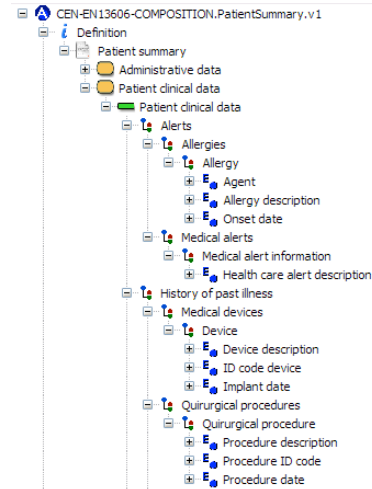 CEN-EN13606-COMPOSITION.PatientSummary.v1
Definition
Patient summary
Administrative data
Patient clinical data
Patient clinical data
Alerts
Allergies
Allergy
Agent
Allergy description
Onset date
Medical alerts
Medical alert information
Health care alert description
History of past illness
Medical devices
Device
Device description
ID code device
Implant date
Quirurgical procedures
Quirurgical procedure
Procedure description
Procedure ID code
Procedure date